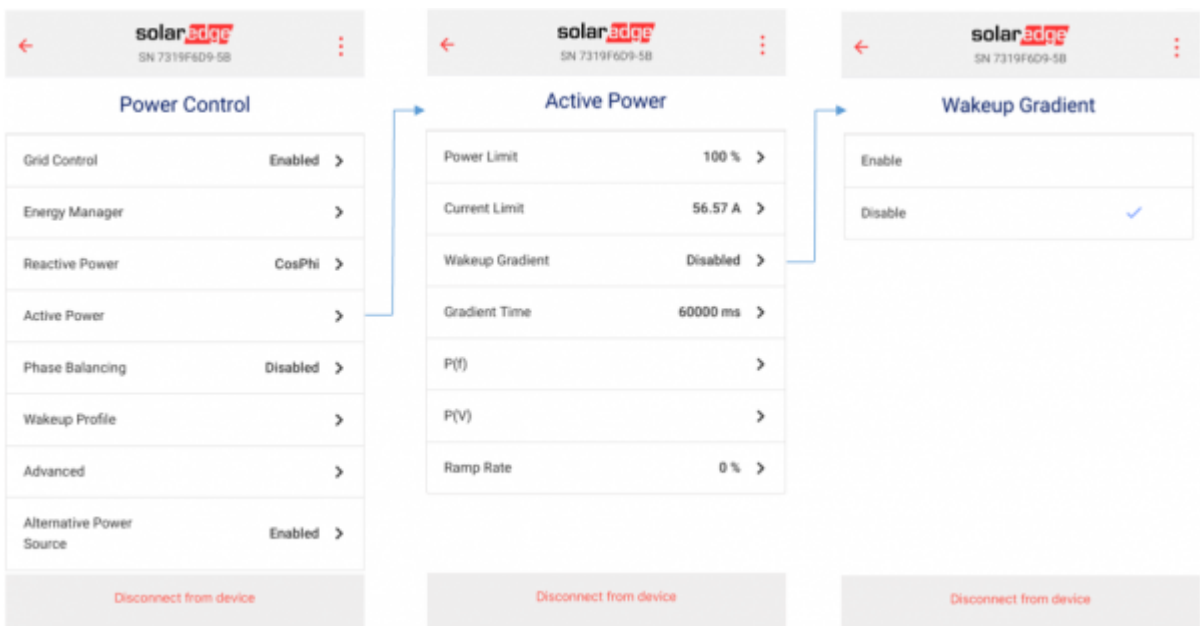 solaredge
SN 7319F6D9-5B
Power Control
Grid Control Enabled
Energy Manager
Reactive Power CosPhi
Active Power
Phase Balancing Disabled
Wakeup Profile
Advanced
Alternative Power
Source Enabled
Disconnect from device
solaredge
SN 7319F6D9-5B
Active Power
Power Limit 100 %
Current Limit 56.57 A
Wakeup Gradient Disabled
Gradient Time 60000 ms
P(f)
P(V)
Ramp Rate 0 %
Disconnect from device
solaredge
SN 7319F6D9-5B
Wakeup Gradient
Enable
Disable
Disconnect from device